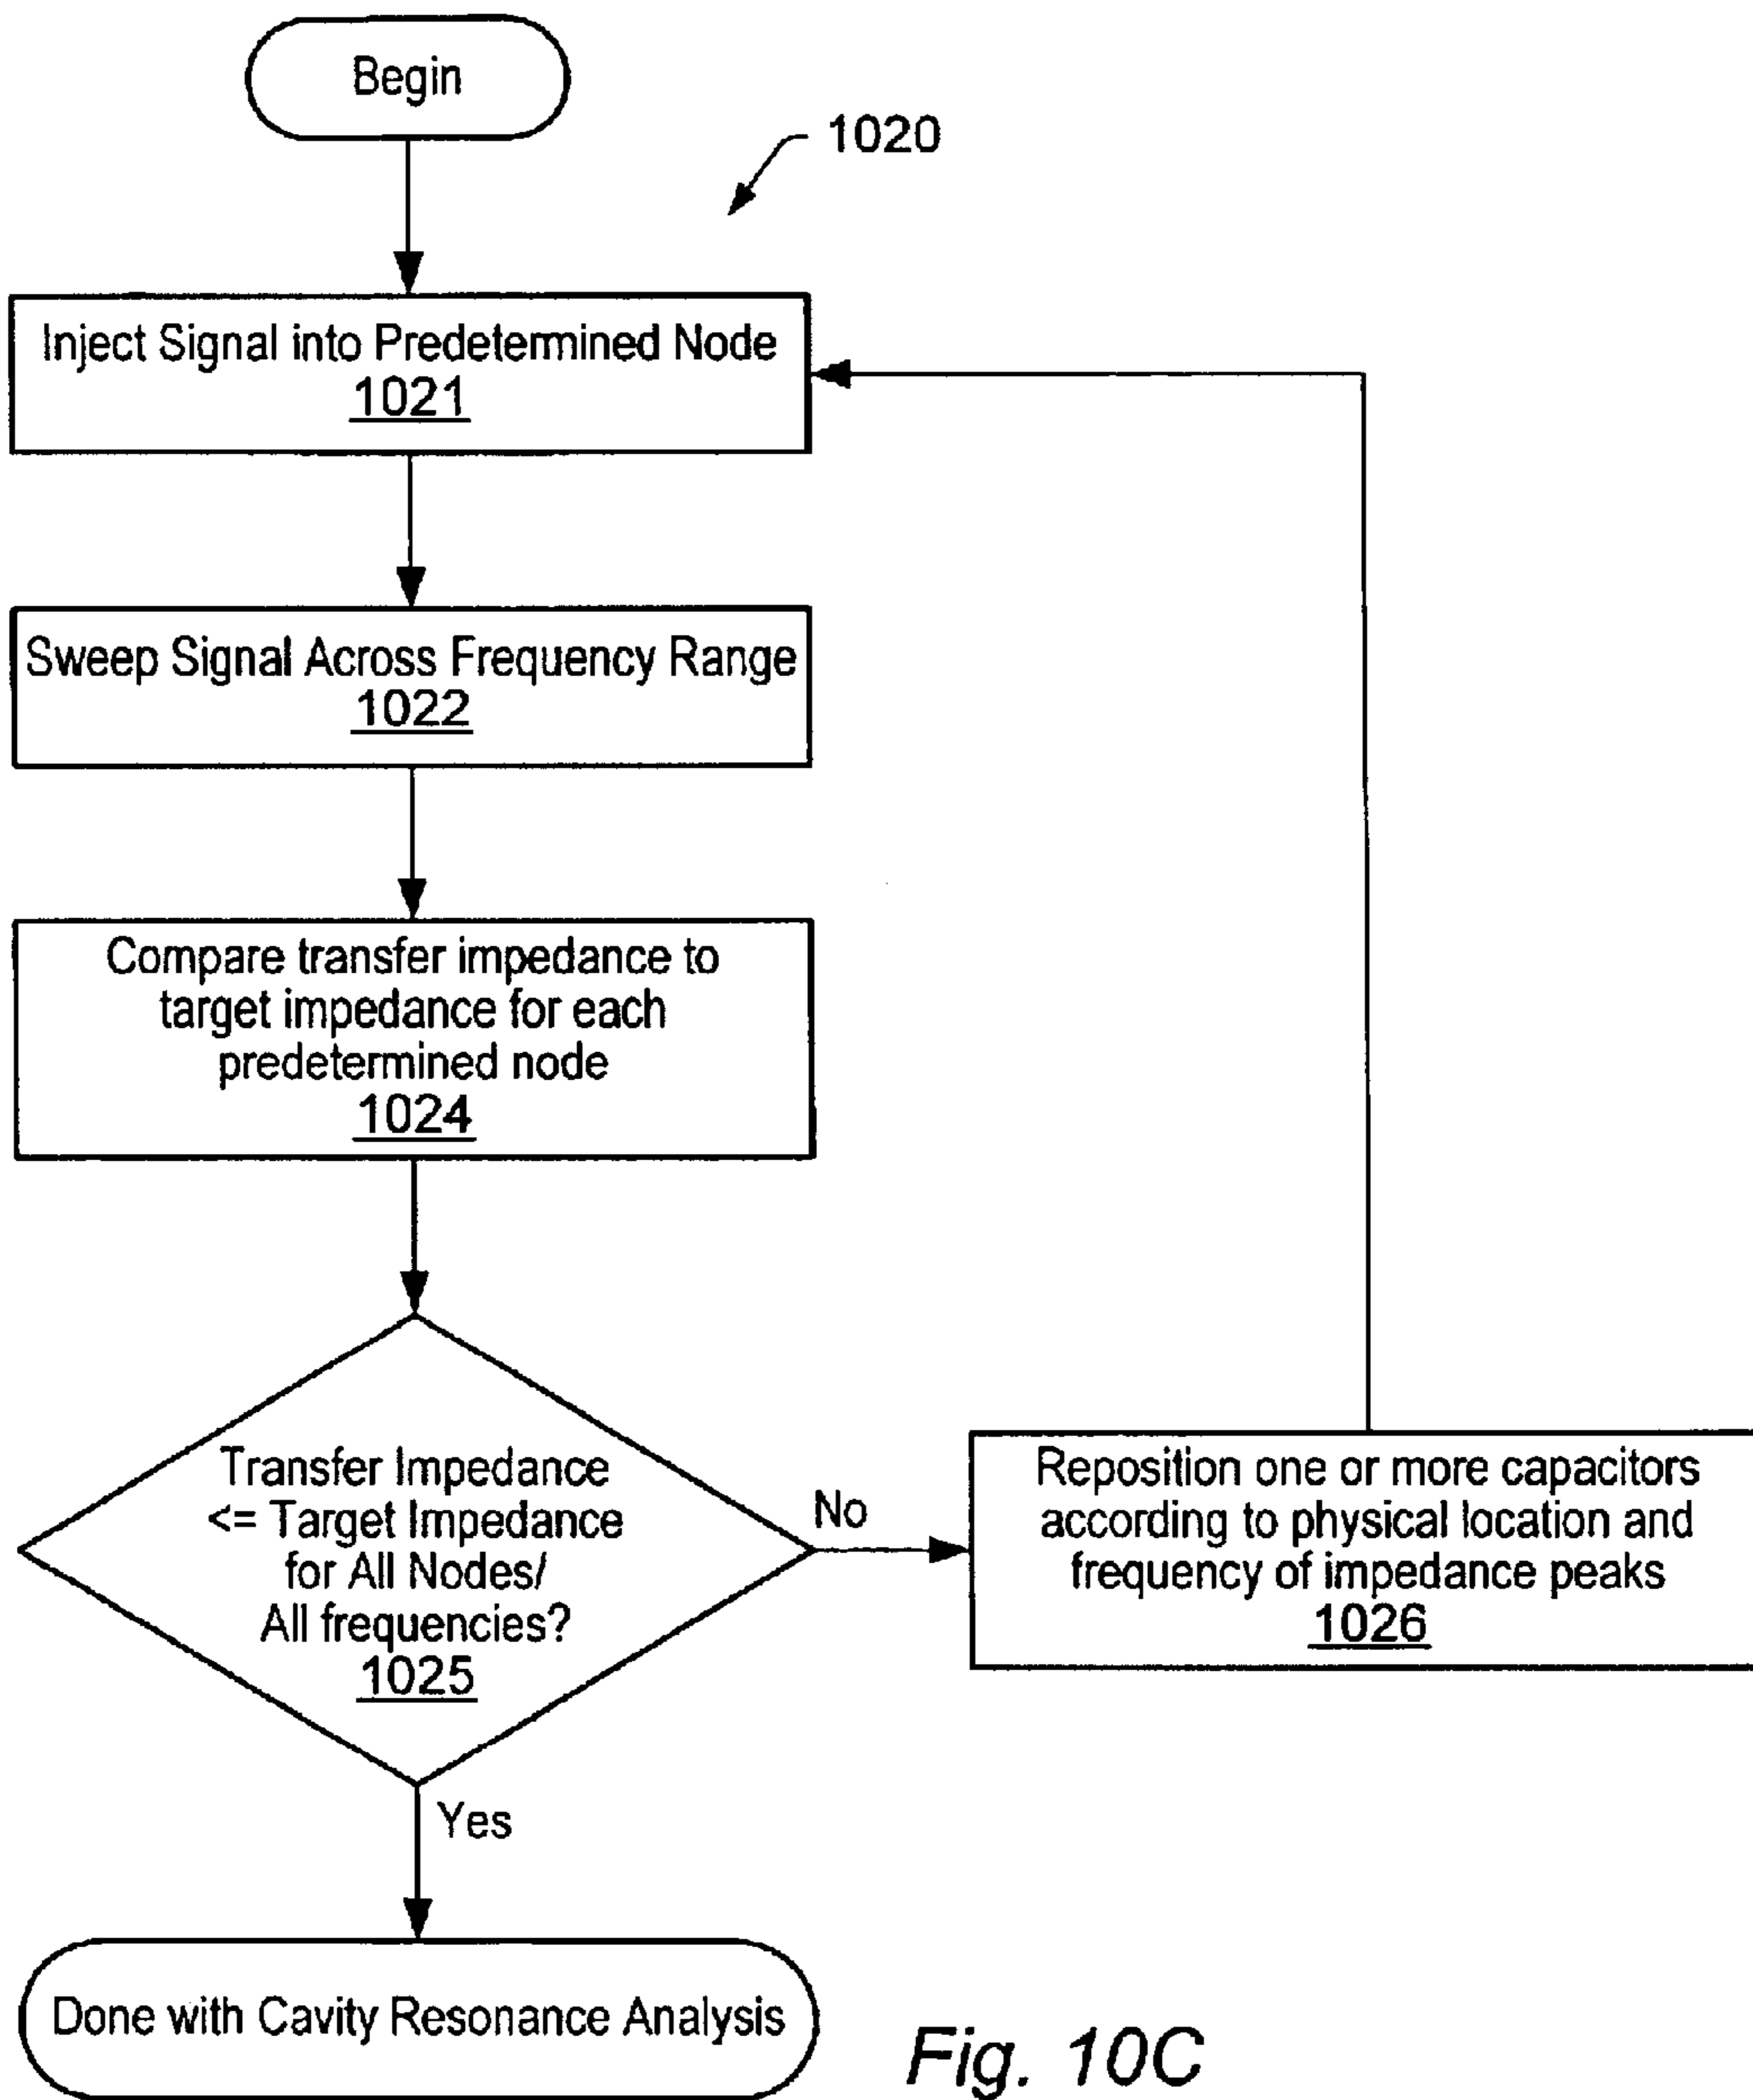 Begin
1020
Inject Signal into Predetermined Node
1021
Sweep Signal Across Frequency Range
1022
Compare transfer impedance to
target impedance for each
predetermined node
1024
Transfer Impedance
<= Target Impedance
for All Nodes/
All frequencies?
1025
No
Reposition one or more capacitors
according to physical location and
frequency of impedance peaks
1026
Yes
Done with Cavity Resonance Analysis
Fig. 10C